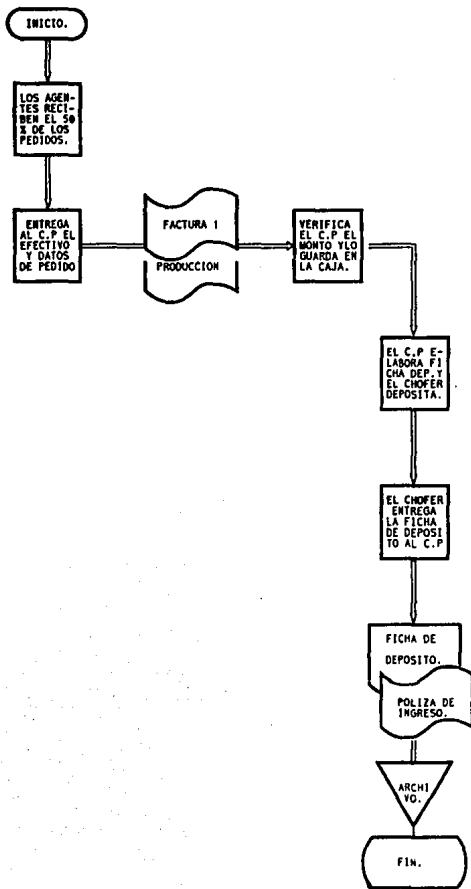 INICIO.
LOS AGEN-
TES RECI-
BEN EL 50
% DE LOS
PEDIDOS.
ENTREGA
AL C.P EL
EFECTIVO
Y DATOS
DE PEDIDO
FACTURA 1
PRODUCCION
VERIFICA
EL C.P EL
MONTO YLO
GUARDA EN
LA CAJA.
EL C.P E-
LABORA FI
CHA DEP.Y
EL CHOFER
DEPOSITA.
EL CHOFER
ENTREGA
LA FICHA
DE DEPOSI
TO AL C.P
FICHA DE
DEPOSITO.
POLIZA DE
INGRESO.
ARCHI
VO.
FIN.